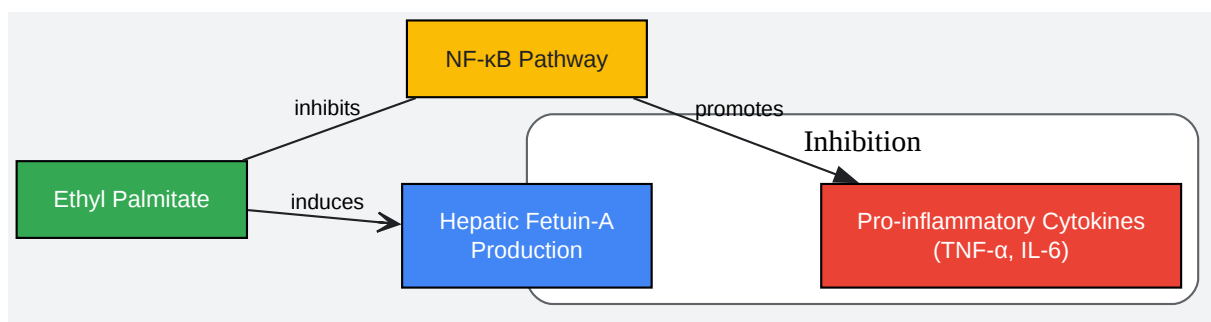 NF-κB Pathway
inhibits
promotes
Inhibition
Ethyl Palmitate
induces
Hepatic Fetuin-A
Production
Pro-inflammatory Cytokines
(TNF-α, IL-6)